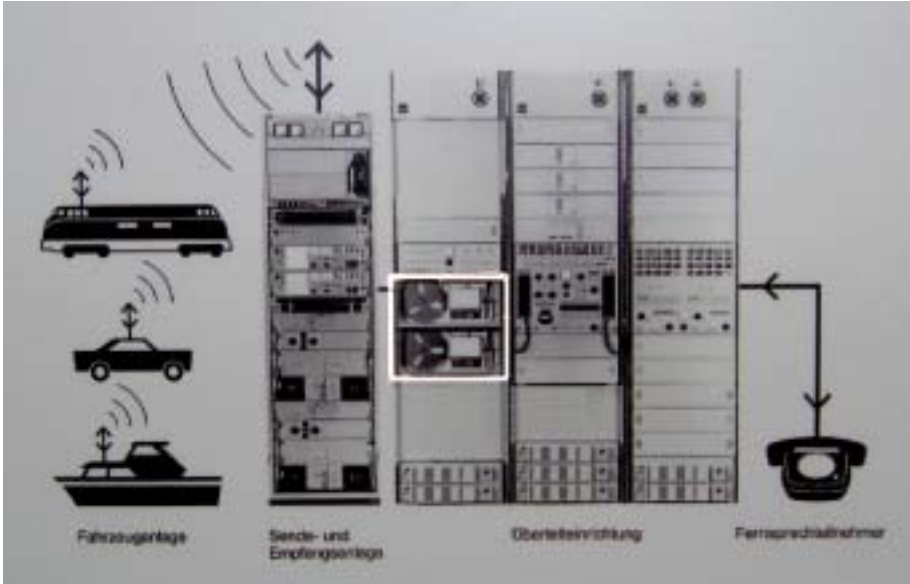 Fahrzeuganlage
Sende- und
Empfangsanlage
Überleiteinrichtung
Fernsprechteilnehmer